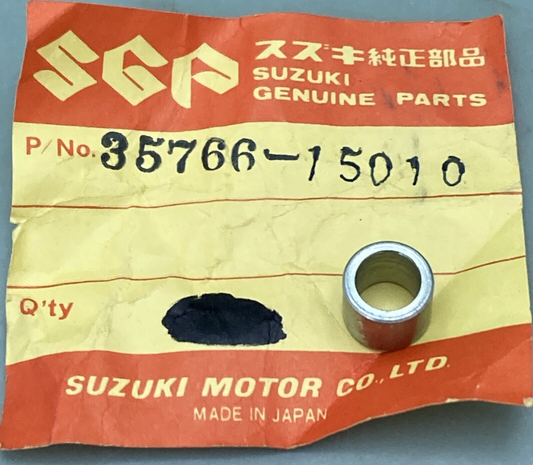 SGP
スズキ純正部品
SUZUKI
GENUINE PARTS
P/No. 35766-15010
Q'ty
SUZUKI MOTOR CO., LTD.
MADE IN JAPAN